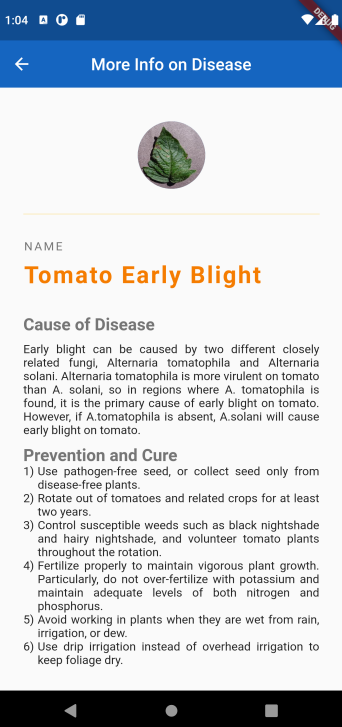 1:04
DEBUG
More Info on Disease
NAME
Tomato Early Blight
Cause of Disease
Early blight can be caused by two different closely
related fungi, Alternaria tomatophila and Alternaria
solani. Alternaria tomatophila is more virulent on tomato
than A. solani, so in regions where A. tomatophila is
found, it is the primary cause of early blight on tomato.
However, if A.tomatophila is absent, A.solani will cause
early blight on tomato.
Prevention and Cure
1) Use pathogen-free seed, or collect seed only from
disease-free plants.
2) Rotate out of tomatoes and related crops for at least
two years.
3) Control susceptible weeds such as black nightshade
and hairy nightshade, and volunteer tomato plants
throughout the rotation.
4) Fertilize properly to maintain vigorous plant growth.
Particularly, do not over-fertilize with potassium and
maintain adequate levels of both nitrogen and
phosphorus.
5) Avoid working in plants when they are wet from rain,
irrigation, or dew.
6) Use drip irrigation instead of overhead irrigation to
keep foliage dry.